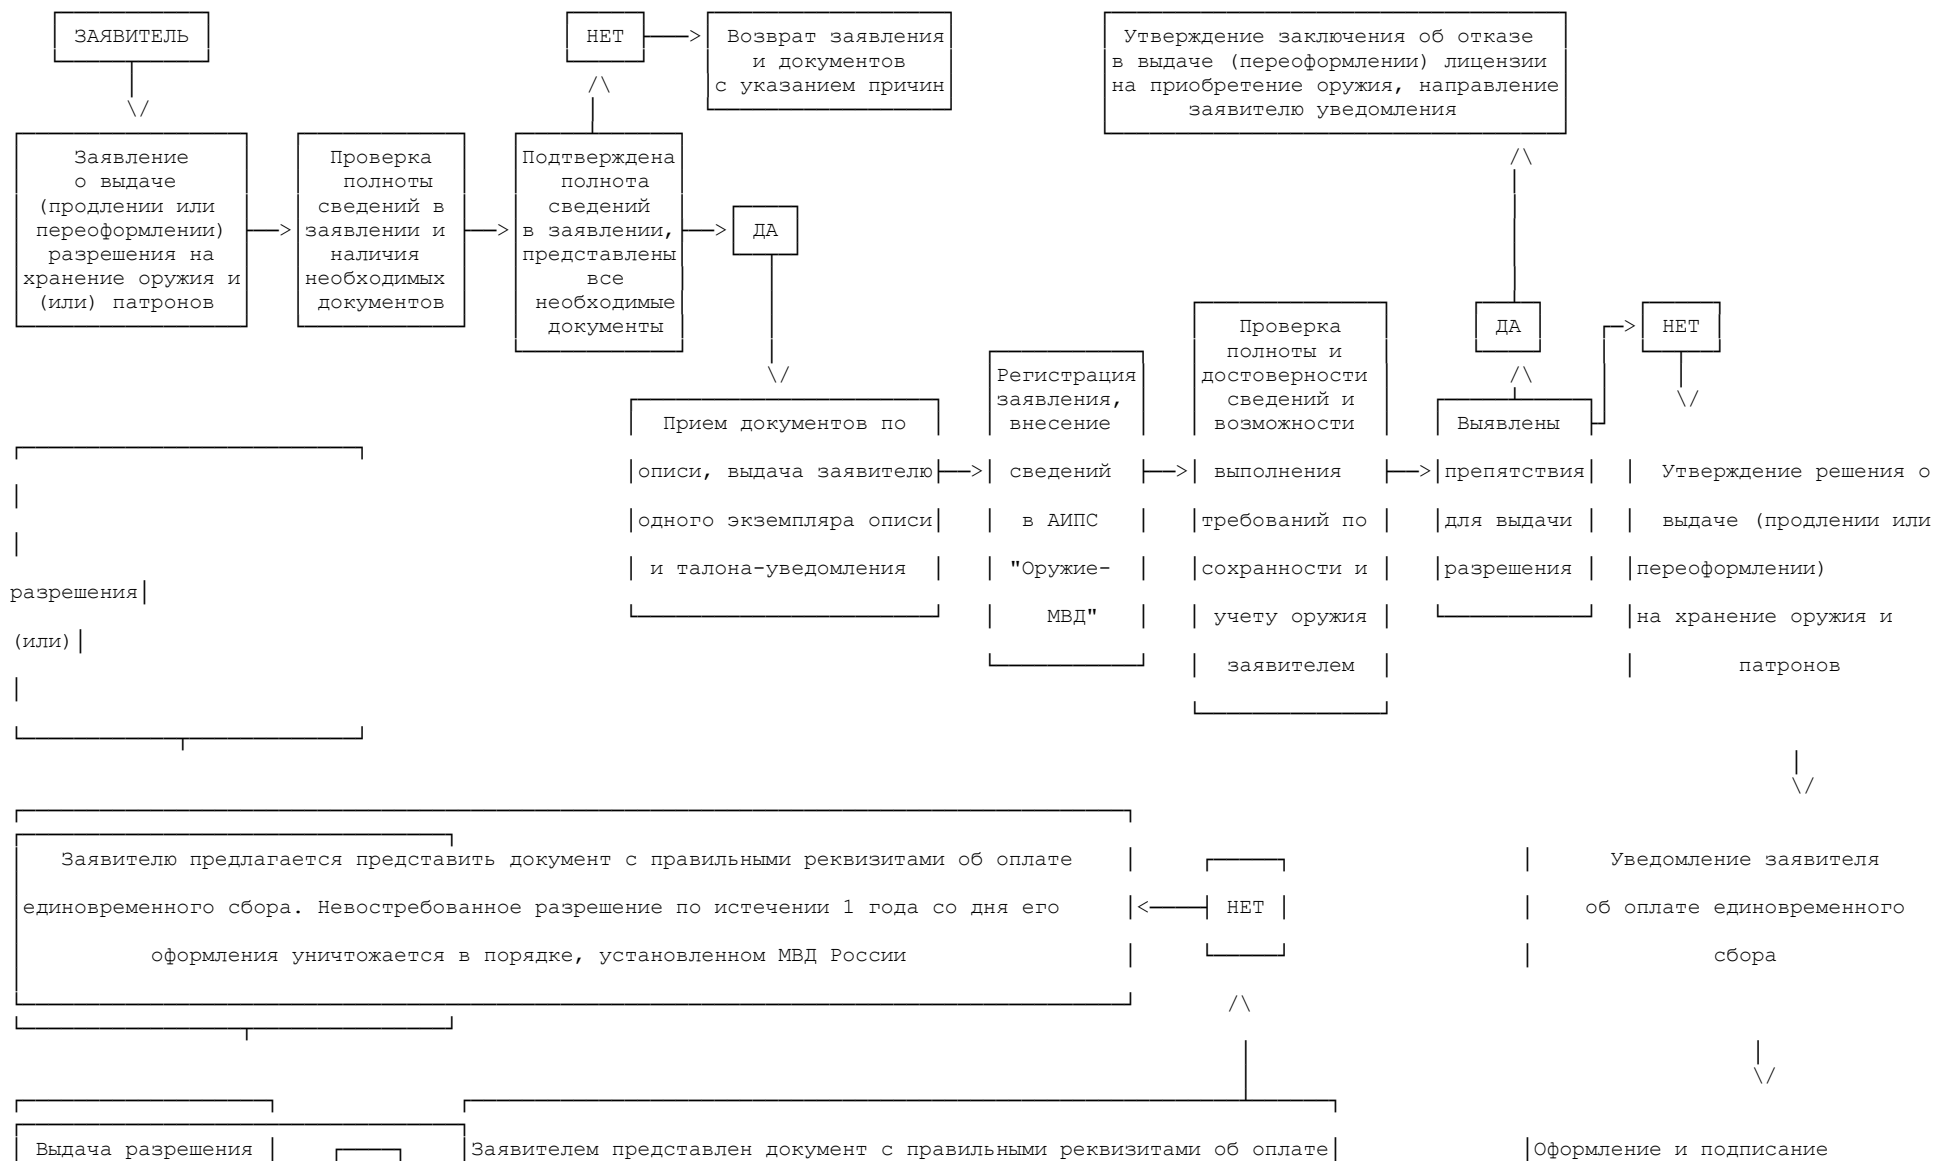 ЗАЯВИТЕЛЬ
НЕТ
Возврат заявления
и документов
с указанием причин
Утверждение заключения об отказе
в выдаче (переоформлении) лицензии
на приобретение оружия, направление
заявителю уведомления
Заявление
о выдаче
(продлении или
переоформлении)
разрешения на
хранение оружия и
(или) патронов
Проверка
полноты
сведений в
заявлении и
наличия
необходимых
документов
Подтверждена
полнота
сведений
в заявлении,
представлены
все
необходимые
документы
ДА
Прием документов по
описи, выдача заявителю
одного экземпляра описи
и талона-уведомления
Регистрация
заявления,
внесение
сведений
в АИПС
"Оружие-
МВД"
Проверка
полноты и
достоверности
сведений и
возможности
выполнения
требований по
сохранности и
учету оружия
заявителем
ДА
НЕТ
Выявлены
препятствия
для выдачи
разрешения
Утверждение решения о
выдаче (продлении или
переоформлении)
разрешения
на хранение оружия и
(или)
патронов
Заявителю предлагается представить документ с правильными реквизитами об оплате
единовременного сбора. Невостребованное разрешение по истечении 1 года со дня его
оформления уничтожается в порядке, установленном МВД России
НЕТ
Уведомление заявителя
об оплате единовременного
сбора
Выдача разрешения
Заявителем представлен документ с правильными реквизитами об оплате
Оформление и подписание